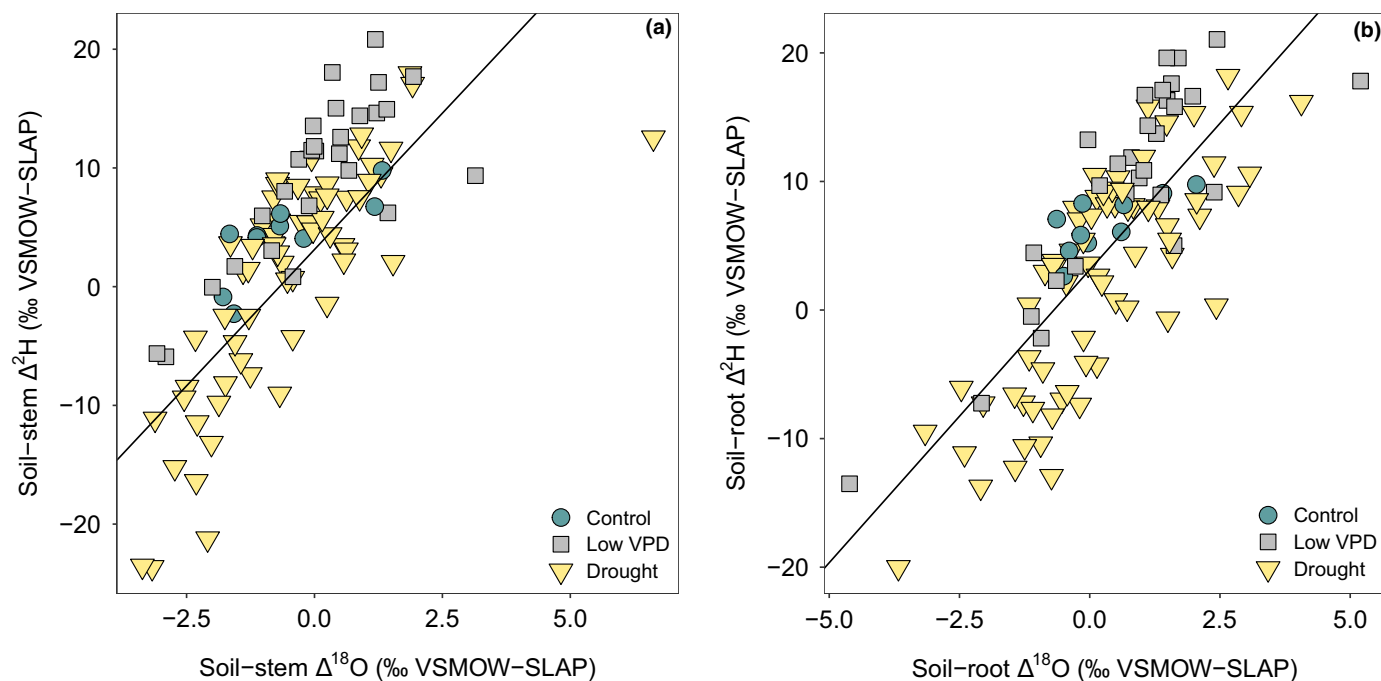 (a)
20
10
0
−10
−20
Soil−stem Δ²H (‰ VSMOW−SLAP)
Control
Low VPD
Drought
−2.5 0.0 2.5 5.0
Soil−stem Δ¹⁸O (‰ VSMOW−SLAP)
(b)
20
10
0
−10
−20
Soil−root Δ²H (‰ VSMOW−SLAP)
Control
Low VPD
Drought
−5.0 −2.5 0.0 2.5 5.0
Soil−root Δ¹⁸O (‰ VSMOW−SLAP)